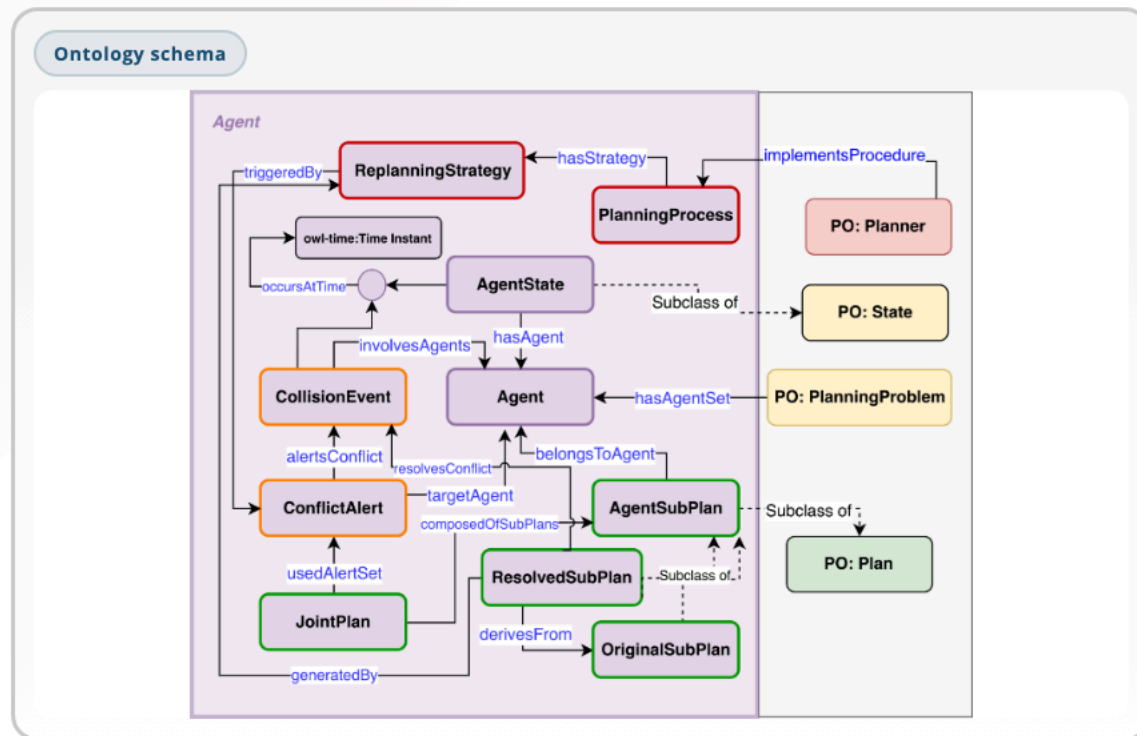 Ontology schema
Agent
triggeredBy
ReplanningStrategy
hasStrategy
implementsProcedure
PlanningProcess
PO: Planner
owl-time:Time Instant
occursAtTime
AgentState
Subclass of
PO: State
hasAgent
involvesAgents
CollisionEvent
Agent
hasAgentSet
PO: PlanningProblem
alertsConflict
resolvesConflict
belongsToAgent
ConflictAlert
targetAgent
AgentSubPlan
Subclass of
composedOfSubPlans
PO: Plan
usedAlertSet
ResolvedSubPlan
Subclass of
JointPlan
derivesFrom
OriginalSubPlan
generatedBy